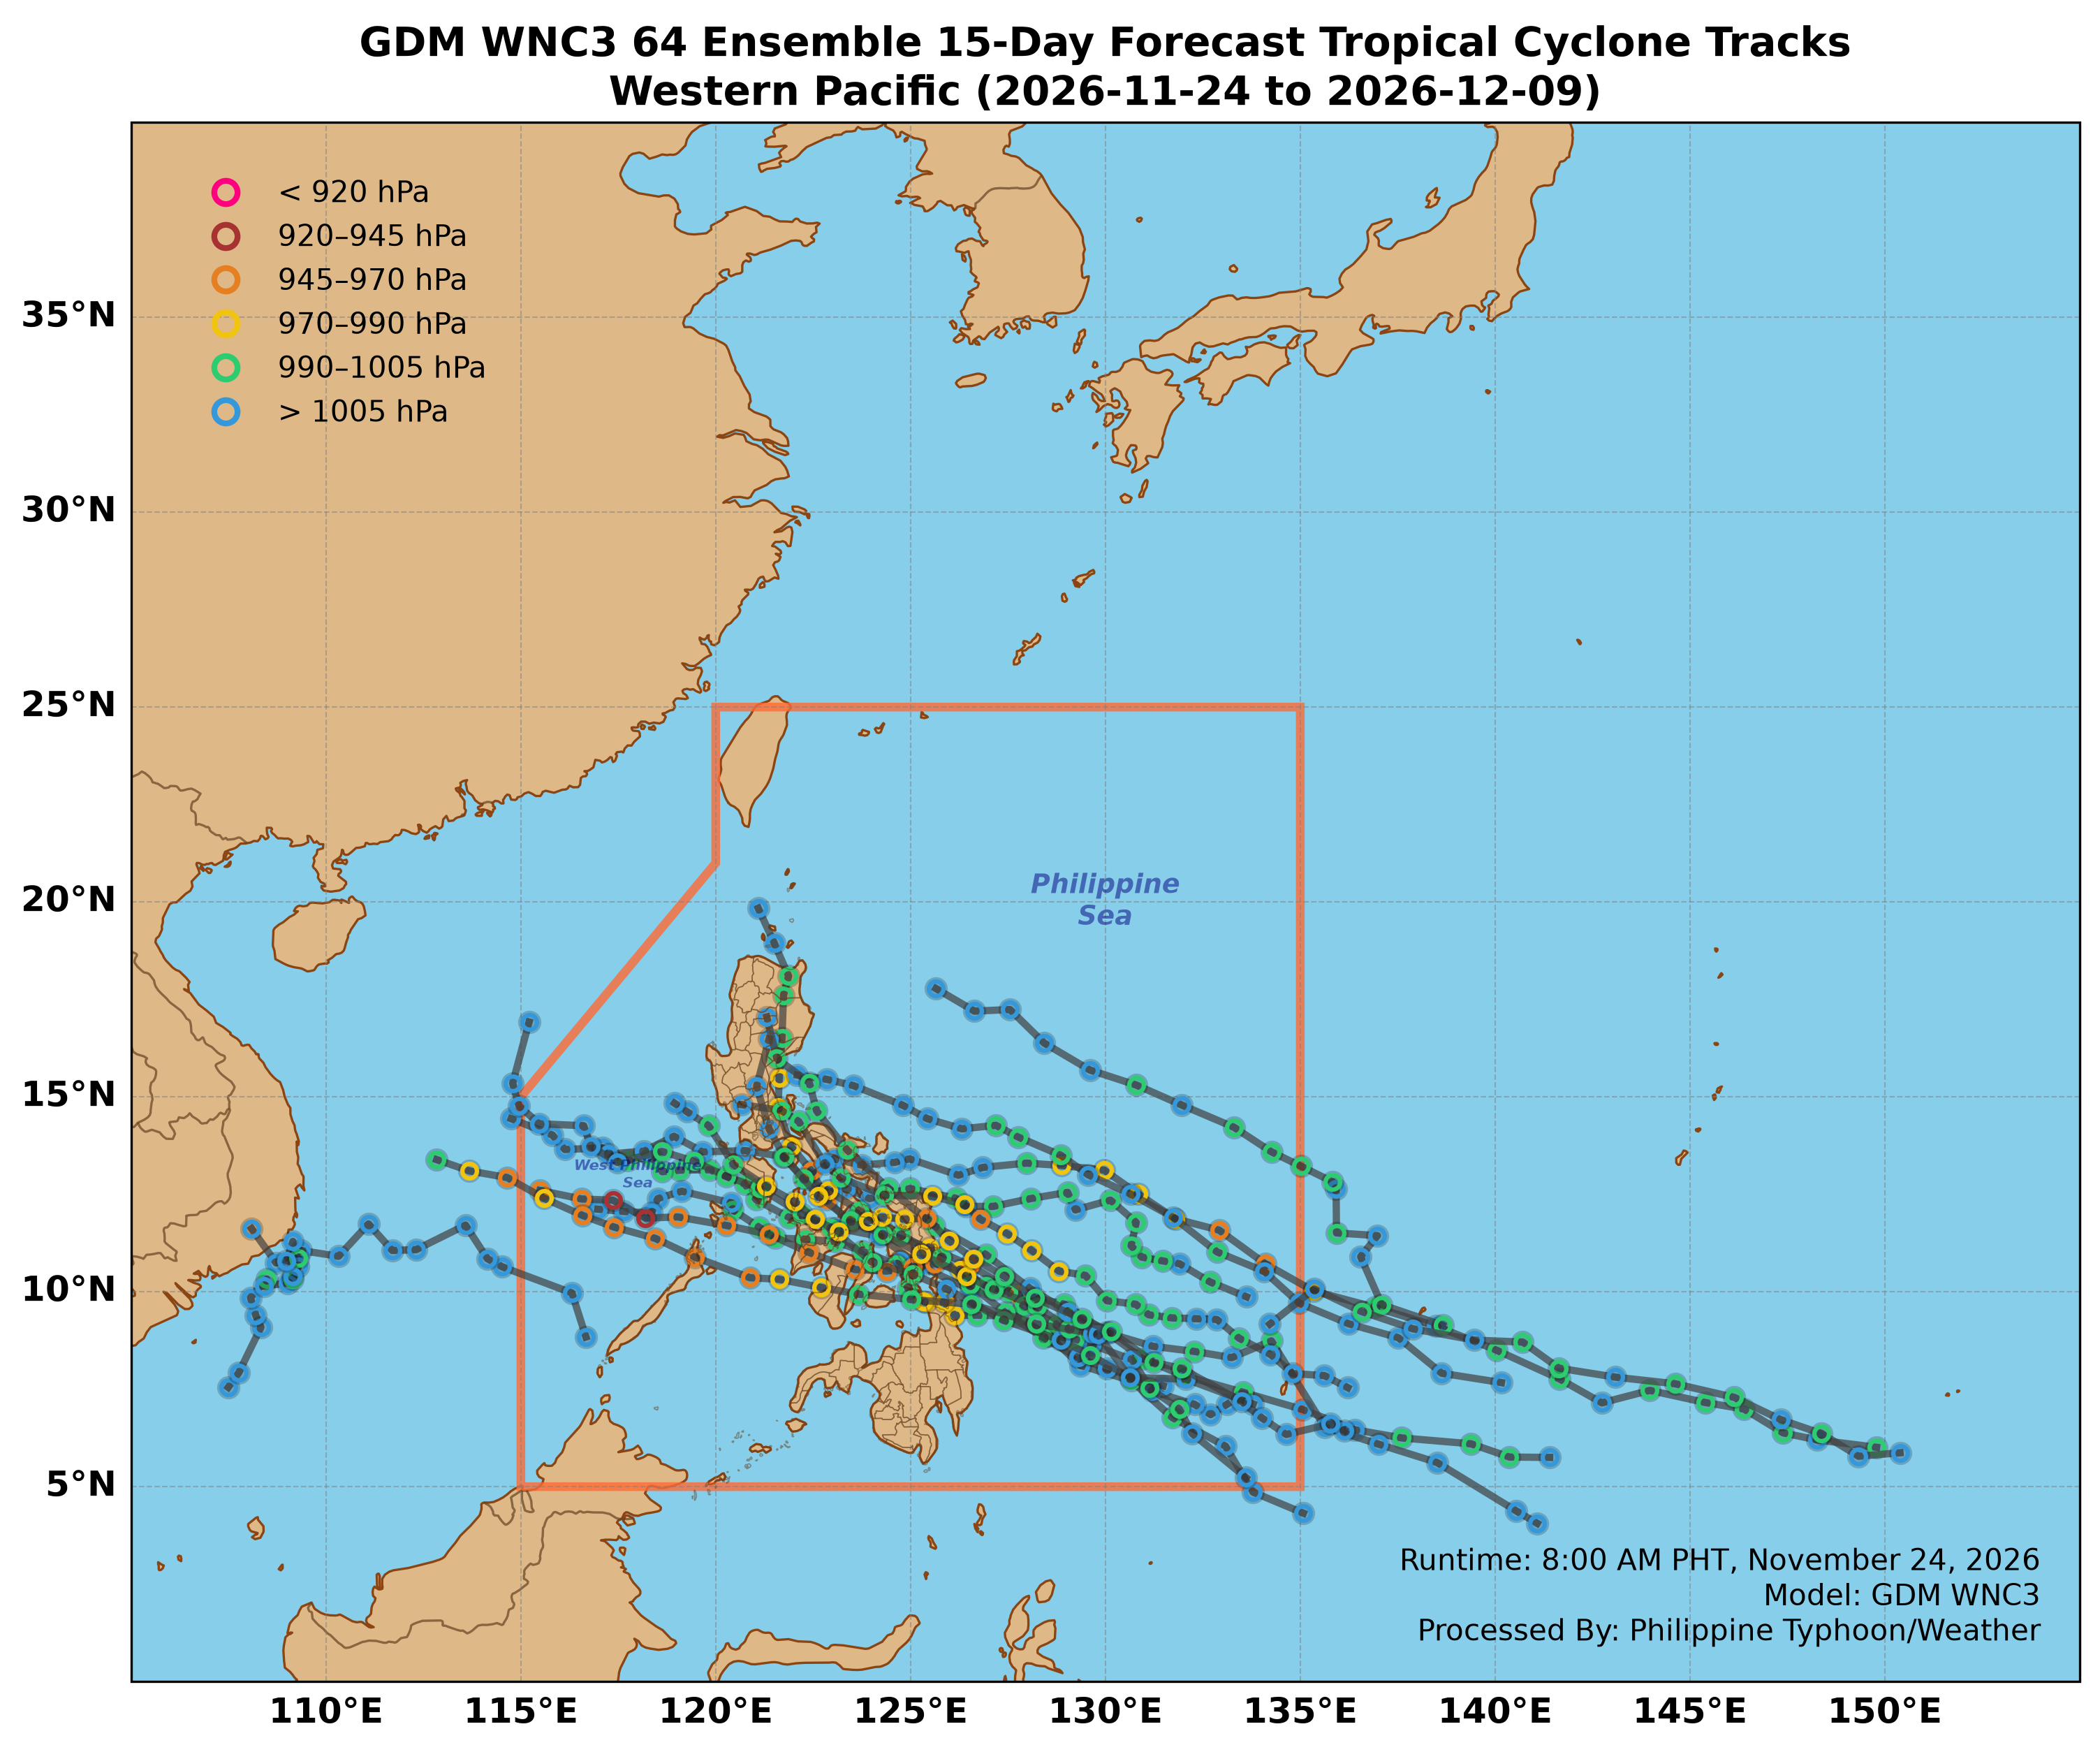 GDM WNC3 64 Ensemble 15-Day Forecast Tropical Cyclone Tracks
Western Pacific (2026-11-24 to 2026-12-09)
< 920 hPa
920–945 hPa
945–970 hPa
970–990 hPa
990–1005 hPa
> 1005 hPa
35°N
30°N
25°N
20°N
15°N
10°N
5°N
Philippine
Sea
West Philippine
Sea
Runtime: 8:00 AM PHT, November 24, 2026
Model: GDM WNC3
Processed By: Philippine Typhoon/Weather
110°E
115°E
120°E
125°E
130°E
135°E
140°E
145°E
150°E